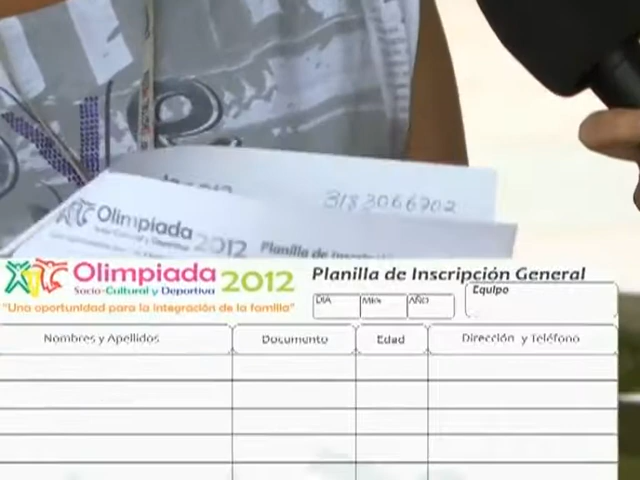 3183066902
Olimpiada 2012
Planilla de
Olimpiada 2012 Planilla de Inscripción General
Socio-Cultural y Deportiva
"Una oportunidad para la integración de la familia"
DIA MES AÑO Equipo
Nombres y Apellidos Documento Edad Dirección y Teléfono